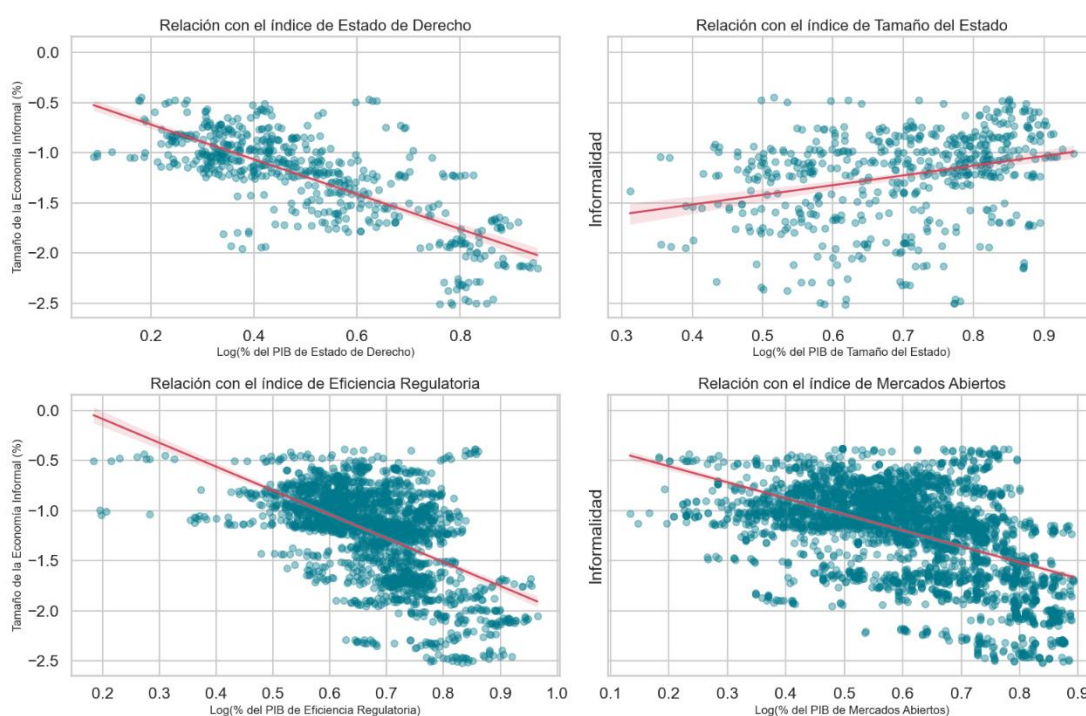 Relación con el índice de Estado de Derecho
Tamaño de la Economía Informal (%)
0.0
−0.5
−1.0
−1.5
−2.0
−2.5
0.2 0.4 0.6 0.8
Log(% del PIB de Estado de Derecho)
Relación con el índice de Tamaño del Estado
Informalidad
0.3 0.4 0.5 0.6 0.7 0.8 0.9
Log(% del PIB de Tamaño del Estado)
Relación con el índice de Eficiencia Regulatoria
Tamaño de la Economía Informal (%)
0.0
−0.5
−1.0
−1.5
−2.0
−2.5
0.2 0.3 0.4 0.5 0.6 0.7 0.8 0.9 1.0
Log(% del PIB de Eficiencia Regulatoria)
Relación con el índice de Mercados Abiertos
Informalidad
0.1 0.2 0.3 0.4 0.5 0.6 0.7 0.8 0.9
Log(% del PIB de Mercados Abiertos)